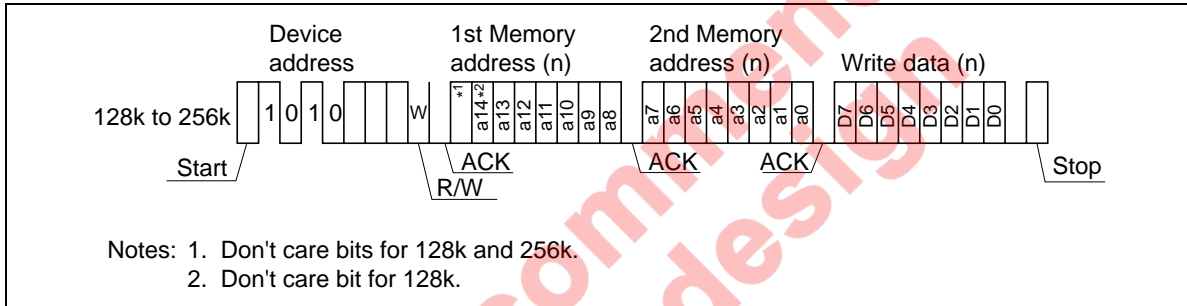 Device address
1st Memory address (n)
2nd Memory address (n)
Write data (n)
128k to 256k
1 0 1 0 W *1 a14*2 a13 a12 a11 a10 a9 a8 a7 a6 a5 a4 a3 a2 a1 a0 D7 D6 D5 D4 D3 D2 D1 D0
Start
ACK
ACK
ACK
Stop
R/W
Notes: 1. Don't care bits for 128k and 256k.
2. Don't care bit for 128k.
design